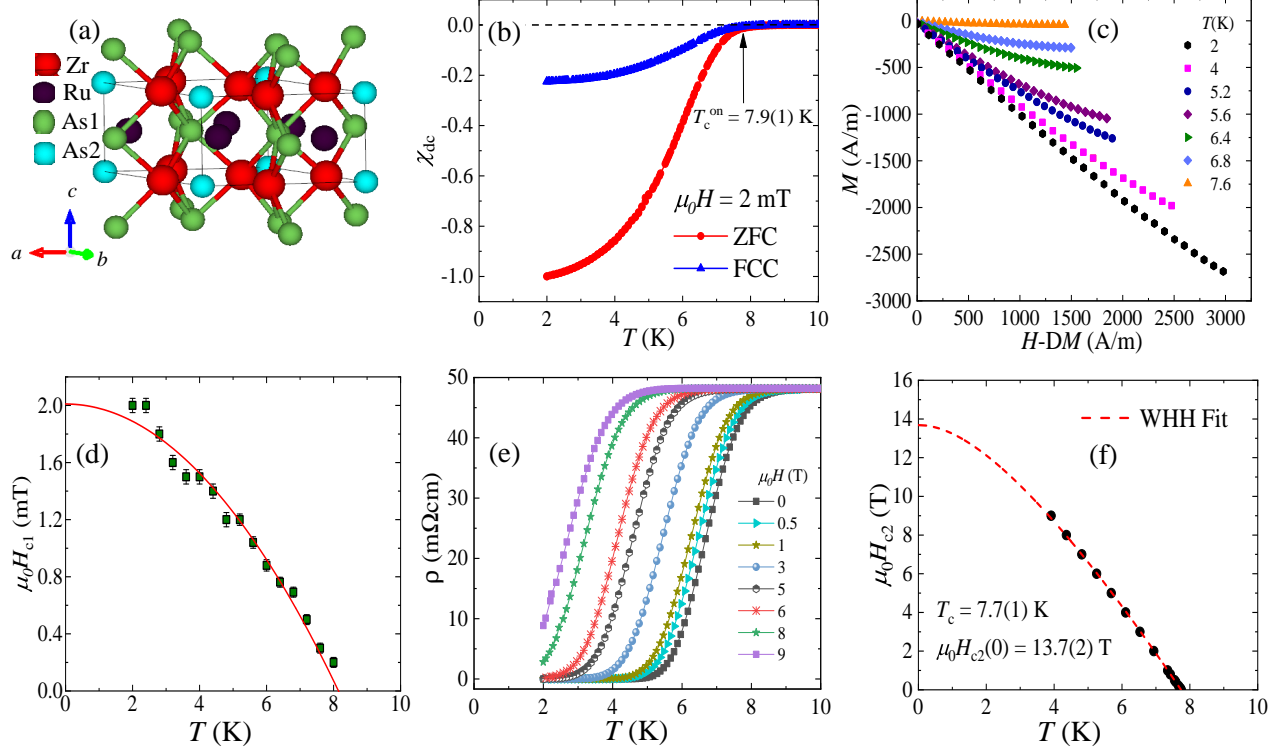 (a)
Zr
Ru
As1
As2
c
a
b
(b)
0.0
-0.2
-0.4
-0.6
-0.8
-1.0
χdc
Tcon = 7.9(1) K
μ0H = 2 mT
ZFC
FCC
0 2 4 6 8 10
T (K)
(c)
0
-500
-1000
-1500
-2000
-2500
-3000
M (A/m)
T(K)
2
4
5.2
5.6
6.4
6.8
7.6
0 500 1000 1500 2000 2500 3000
H-DM (A/m)
(d)
2.0
1.6
1.2
0.8
0.4
0.0
μ0Hc1 (mT)
0 2 4 6 8 10
T (K)
(e)
50
40
30
20
10
0
ρ (mΩcm)
μ0H (T)
0
0.5
1
3
5
6
8
9
0 2 4 6 8 10
T (K)
(f)
16
14
12
10
8
6
4
2
0
μ0Hc2 (T)
WHH Fit
Tc = 7.7(1) K
μ0Hc2(0) = 13.7(2) T
0 2 4 6 8 10
T (K)